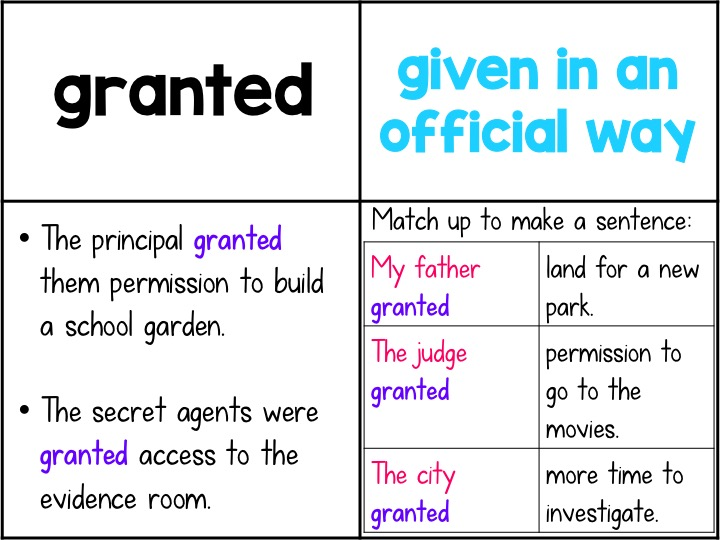 granted
given in an
official way
• The principal granted
them permission to build
a school garden.
• The secret agents were
granted access to the
evidence room.
Match up to make a sentence:
My father
granted
land for a new
park.
The judge
granted
permission to
go to the
movies.
The city
granted
more time to
investigate.